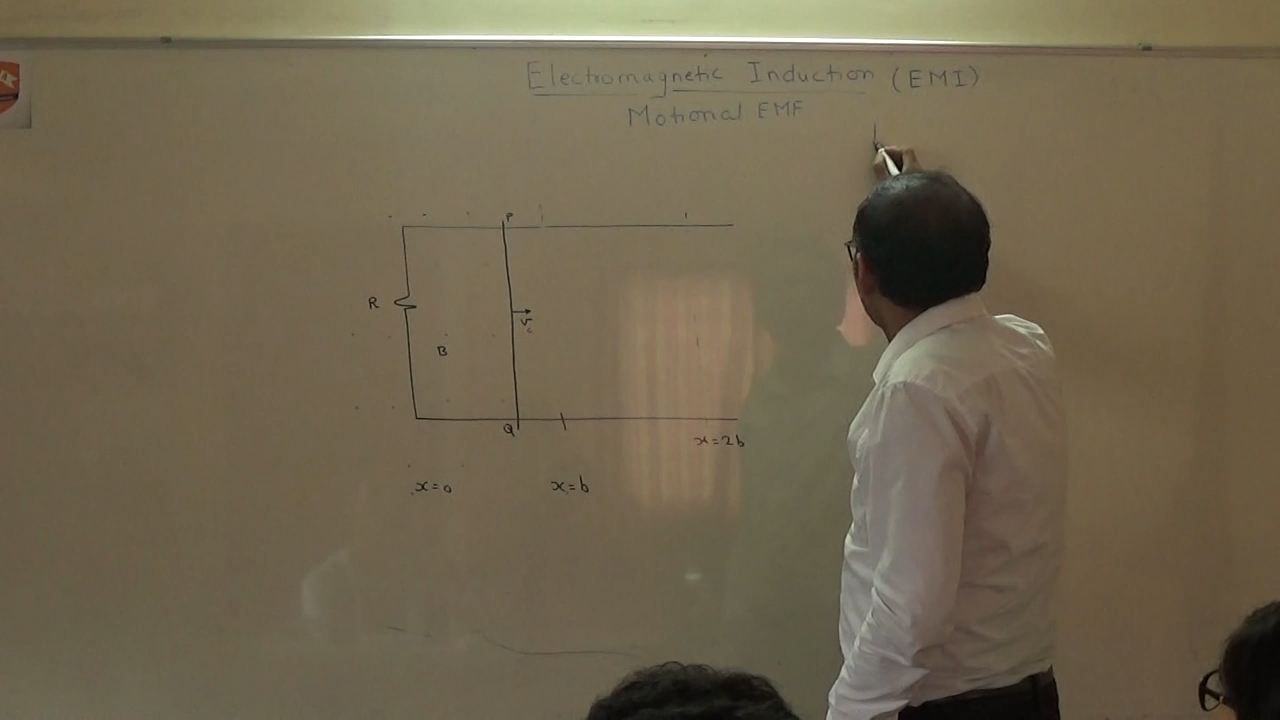 Electromagnetic Induction (EMI)
Motional EMF
P
R
V
B
Q
x=2b
x=0
x=b